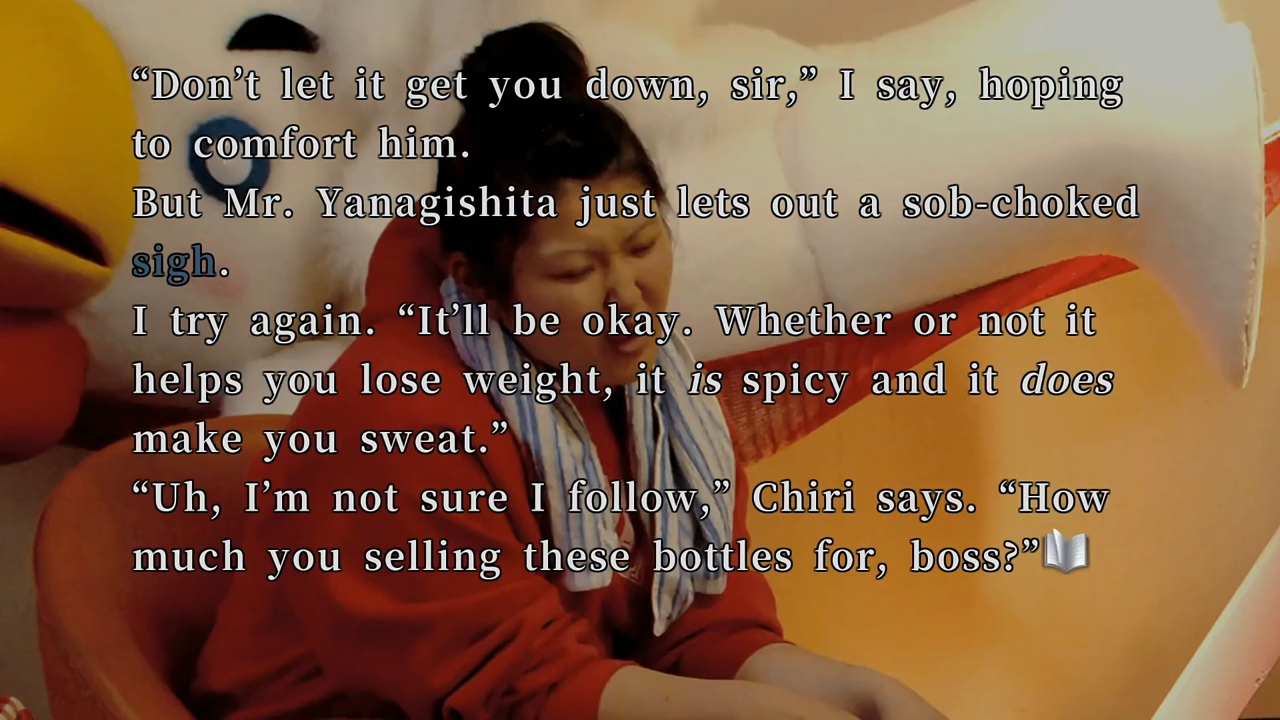 “Don’t let it get you down, sir,” I say, hoping
to comfort him.
But Mr. Yanagishita just lets out a sob-choked
sigh.
I try again. “It’ll be okay. Whether or not it
helps you lose weight, it is spicy and it does
make you sweat.”
“Uh, I’m not sure I follow,” Chiri says. “How
much you selling these bottles for, boss?”